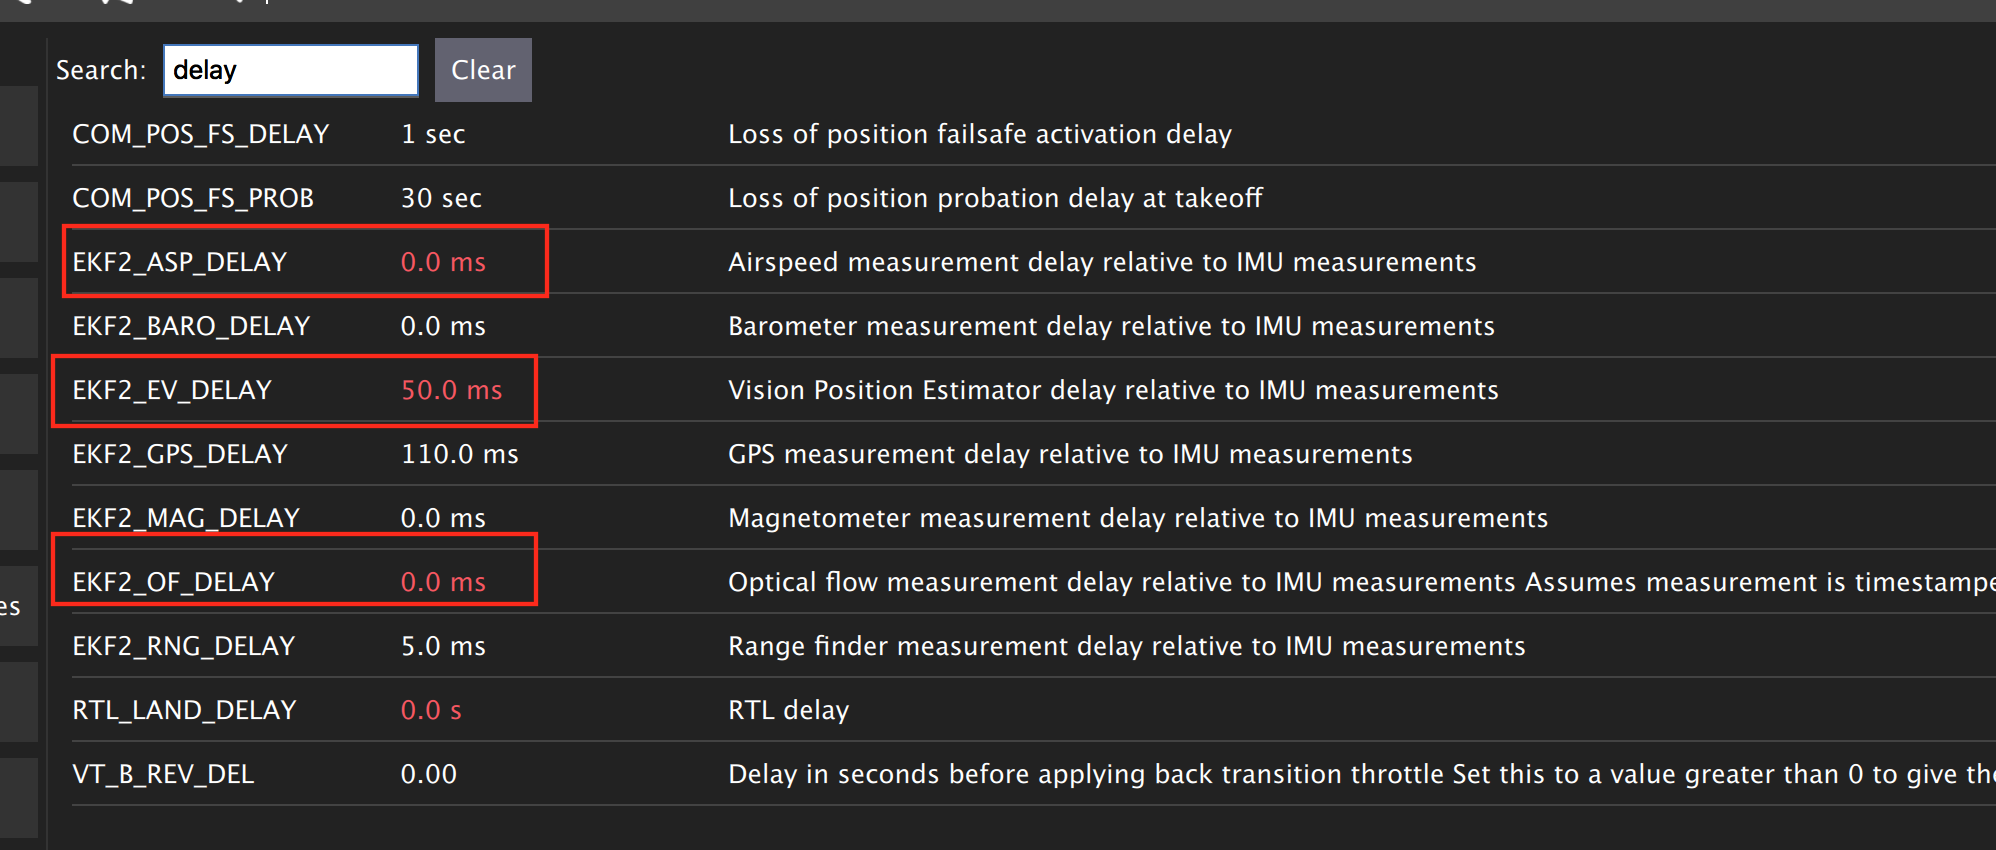 Search: delay Clear
COM_POS_FS_DELAY 1 sec Loss of position failsafe activation delay
COM_POS_FS_PROB 30 sec Loss of position probation delay at takeoff
EKF2_ASP_DELAY 0.0 ms Airspeed measurement delay relative to IMU measurements
EKF2_BARO_DELAY 0.0 ms Barometer measurement delay relative to IMU measurements
EKF2_EV_DELAY 50.0 ms Vision Position Estimator delay relative to IMU measurements
EKF2_GPS_DELAY 110.0 ms GPS measurement delay relative to IMU measurements
EKF2_MAG_DELAY 0.0 ms Magnetometer measurement delay relative to IMU measurements
EKF2_OF_DELAY 0.0 ms Optical flow measurement delay relative to IMU measurements Assumes measurement is timestampe
es
EKF2_RNG_DELAY 5.0 ms Range finder measurement delay relative to IMU measurements
RTL_LAND_DELAY 0.0 s RTL delay
VT_B_REV_DEL 0.00 Delay in seconds before applying back transition throttle Set this to a value greater than 0 to give the